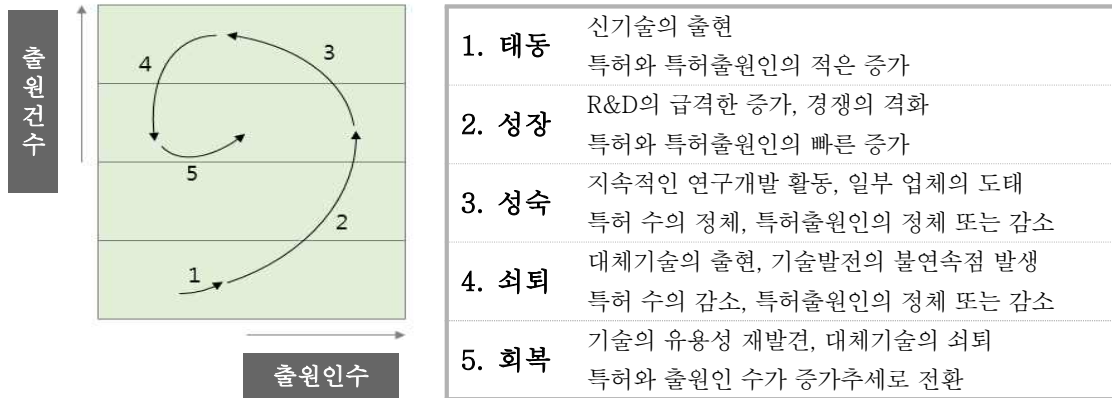 출원건수
1
2
3
4
5
출원인수
1. 태동
신기술의 출현
특허와 특허출원인의 적은 증가
2. 성장
R&D의 급격한 증가, 경쟁의 격화
특허와 특허출원인의 빠른 증가
3. 성숙
지속적인 연구개발 활동, 일부 업체의 도태
특허 수의 정체, 특허출원인의 정체 또는 감소
4. 쇠퇴
대체기술의 출현, 기술발전의 불연속점 발생
특허 수의 감소, 특허출원인의 정체 또는 감소
5. 회복
기술의 유용성 재발견, 대체기술의 쇠퇴
특허와 출원인 수가 증가추세로 전환